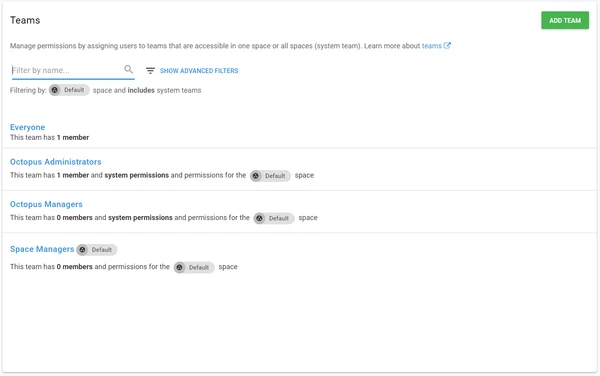 Teams
ADD TEAM
Manage permissions by assigning users to teams that are accessible in one space or all spaces (system team). Learn more about teams
Filter by name...
SHOW ADVANCED FILTERS
Filtering by: Default space and includes system teams
Everyone
This team has 1 member
Octopus Administrators
This team has 1 member and system permissions and permissions for the Default space
Octopus Managers
This team has 0 members and system permissions and permissions for the Default space
Space Managers Default
This team has 0 members and permissions for the Default space